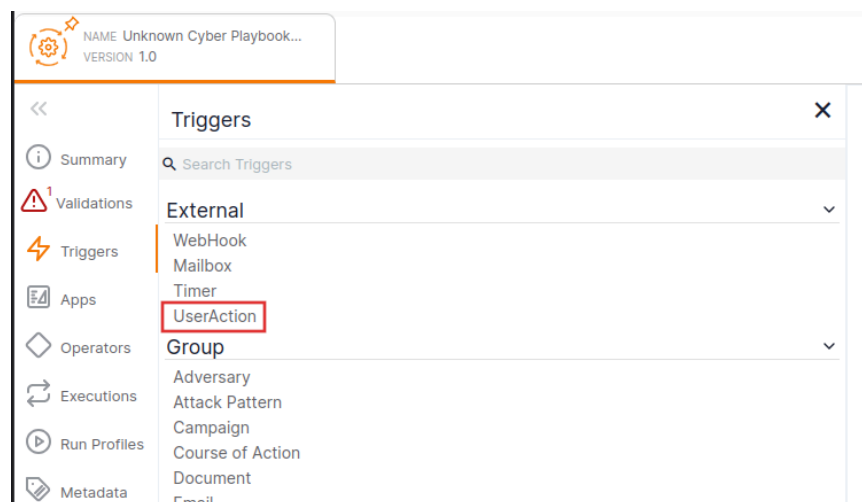 NAME Unknown Cyber Playbook...
VERSION 1.0
Triggers
Search Triggers
Summary
1
Validations
Triggers
Apps
Operators
Executions
Run Profiles
Metadata
External
WebHook
Mailbox
Timer
UserAction
Group
Adversary
Attack Pattern
Campaign
Course of Action
Document